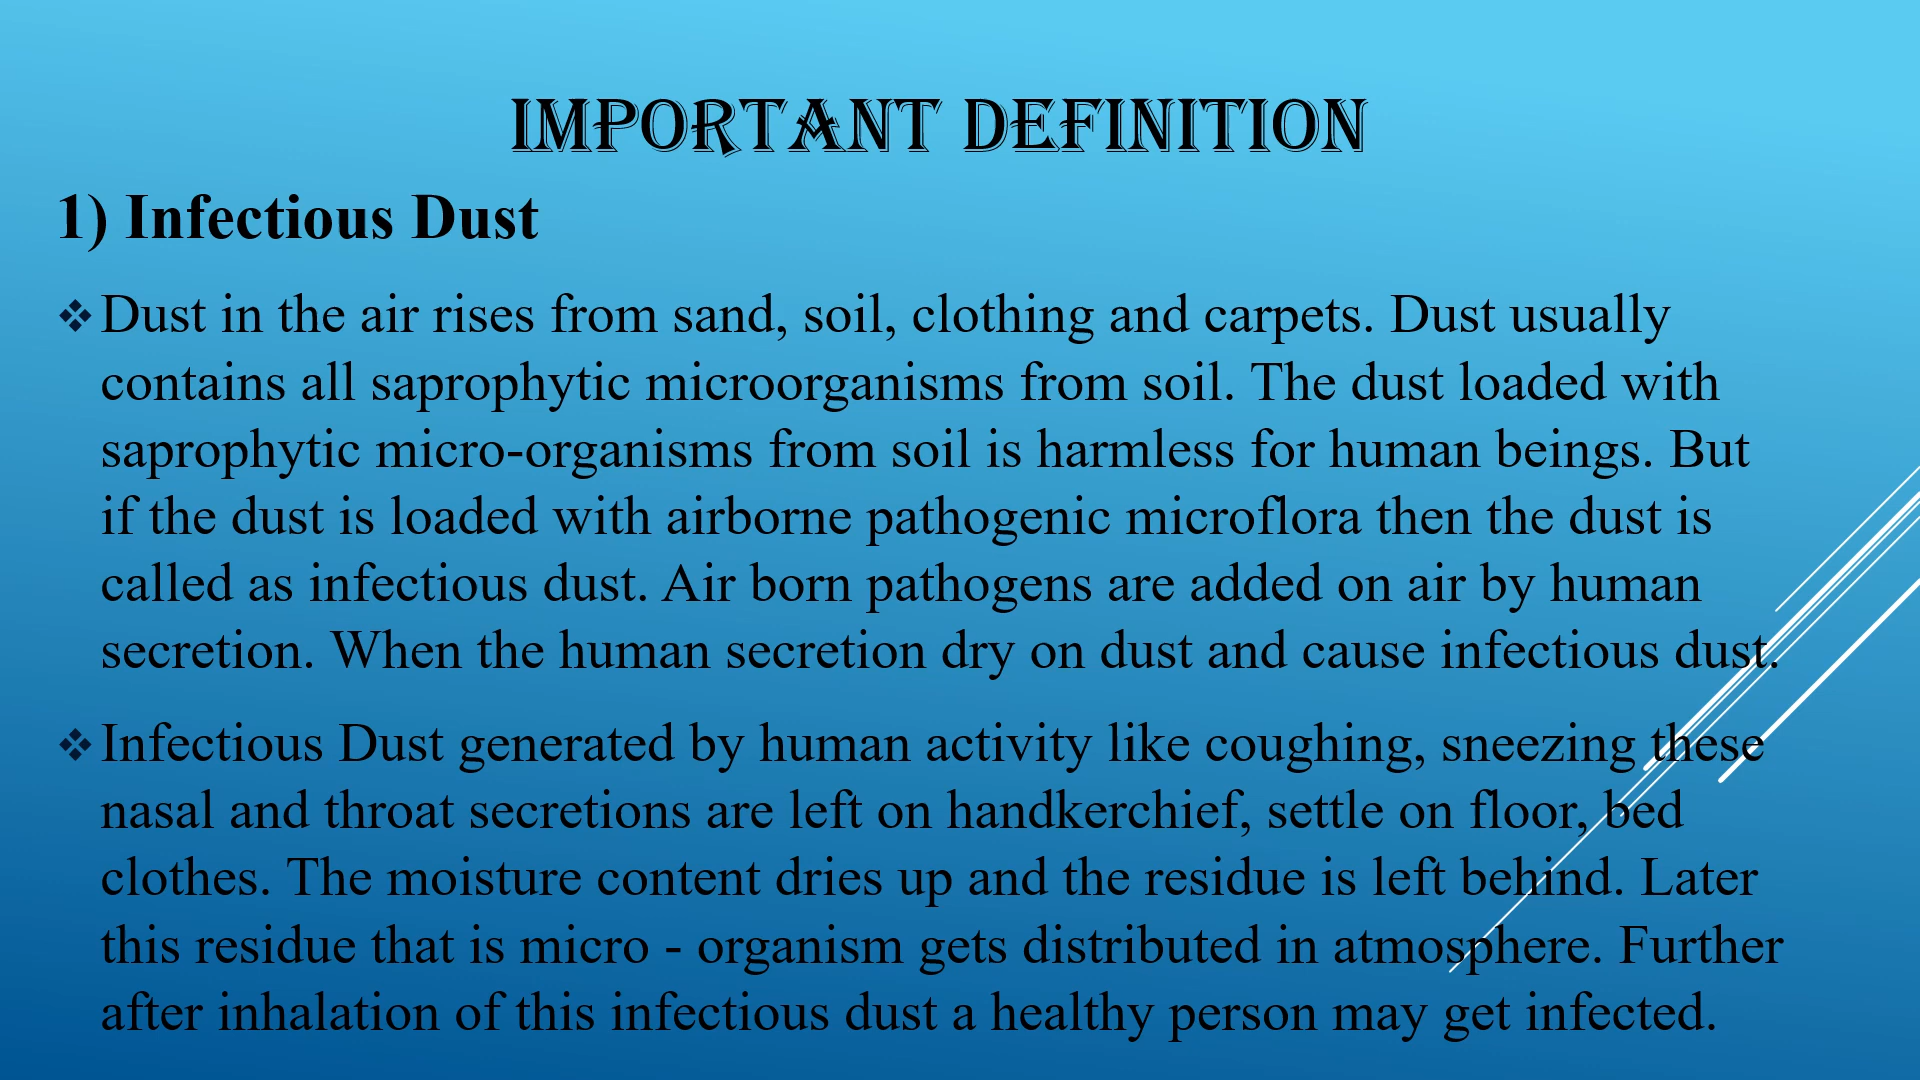 IMPORTANT DEFINITION
1) Infectious Dust
❖ Dust in the air rises from sand, soil, clothing and carpets. Dust usually
contains all saprophytic microorganisms from soil. The dust loaded with
saprophytic micro-organisms from soil is harmless for human beings. But
if the dust is loaded with airborne pathogenic microflora then the dust is
called as infectious dust. Air born pathogens are added on air by human
secretion. When the human secretion dry on dust and cause infectious dust.
❖ Infectious Dust generated by human activity like coughing, sneezing these
nasal and throat secretions are left on handkerchief, settle on floor, bed
clothes. The moisture content dries up and the residue is left behind. Later
this residue that is micro - organism gets distributed in atmosphere. Further
after inhalation of this infectious dust a healthy person may get infected.